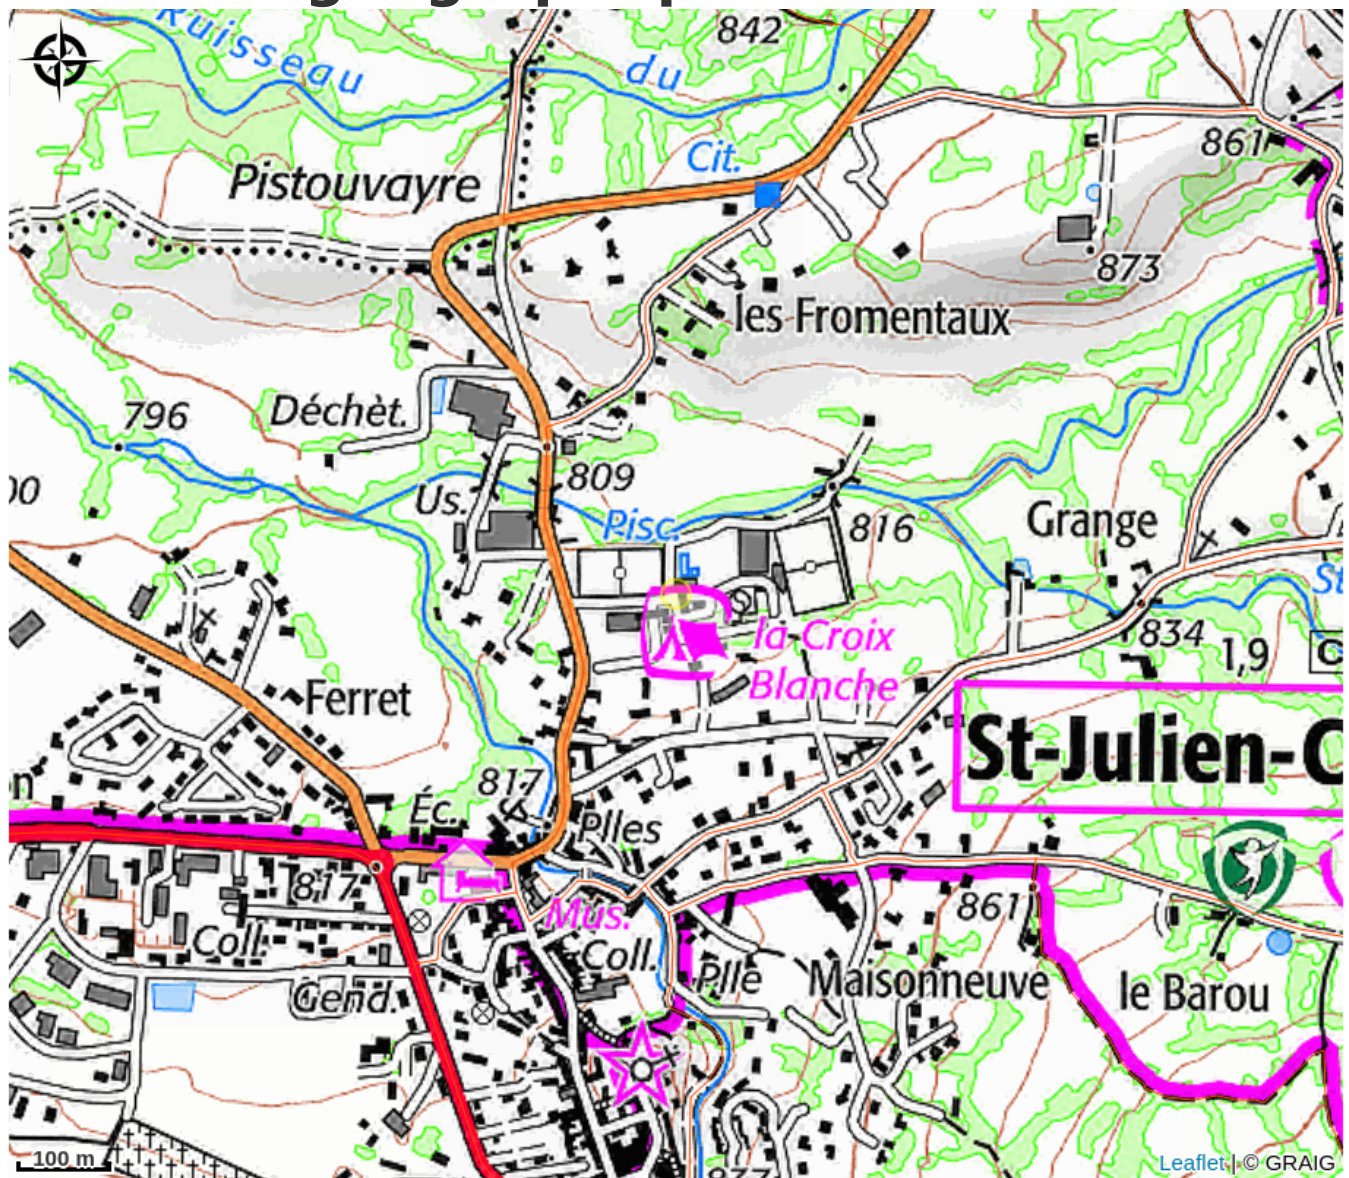 Ruisseau
du
842
Cit.
861
Pistouvayre
873
les Fromentaux
Déchèt.
796
809
Us.
Pisc.
816
Grange
00
St
la Croix
Blanche
834
1,9
C
Ferret
St-Julien-C
n
817
Éc.
Plles
817
Mus.
861
Coll.
Coll.
Plle
Maisonneuve
le Barou
Gend.
100 m
Leaflet | © GRAIG